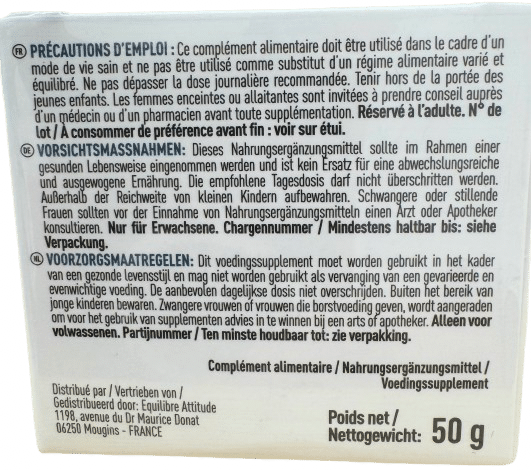 FR PRÉCAUTIONS D'EMPLOI : Ce complément alimentaire doit être utilisé dans le cadre d'un
mode de vie sain et ne pas être utilisé comme substitut d'un régime alimentaire varié et
équilibré. Ne pas dépasser la dose journalière recommandée. Tenir hors de la portée des
jeunes enfants. Les femmes enceintes ou allaitantes sont invitées à prendre conseil auprès
d'un médecin ou d'un pharmacien avant toute supplémentation. Réservé à l'adulte. N° de
lot / À consommer de préférence avant fin : voir sur étui.
DE VORSICHTSMASSNAHMEN: Dieses Nahrungsergänzungsmittel sollte im Rahmen einer
gesunden Lebensweise eingenommen werden und ist kein Ersatz für eine abwechslungsreiche
und ausgewogene Ernährung. Die empfohlene Tagesdosis darf nicht überschritten werden.
Außerhalb der Reichweite von kleinen Kindern aufbewahren. Schwangere oder stillende
Frauen sollten vor der Einnahme von Nahrungsergänzungsmitteln einen Arzt oder Apotheker
konsultieren. Nur für Erwachsene. Chargennummer / Mindestens haltbar bis: siehe
Verpackung.
NL VOORZORGSMAATREGELEN: Dit voedingssupplement moet worden gebruikt in het kader
van een gezonde levensstijl en mag niet worden gebruikt als vervanging van een gevarieerde en
evenwichtige voeding. De aanbevolen dagelijkse dosis niet overschrijden. Buiten het bereik van
jonge kinderen bewaren. Zwangere vrouwen of vrouwen die borstvoeding geven, wordt aangeraden
om voor het gebruik van supplementen advies in te winnen bij een arts of apotheker. Alleen voor
volwassenen. Partijnummer / Ten minste houdbaar tot: zie verpakking.
Complément alimentaire / Nahrungsergänzungsmittel /
Voedingssupplement
Distribué par / Vertrieben von /
Gedistribueerd door: Equilibre Attitude
1198, avenue du Dr Maurice Donat
06250 Mougins - FRANCE
Poids net /
Nettogewicht: 50 g